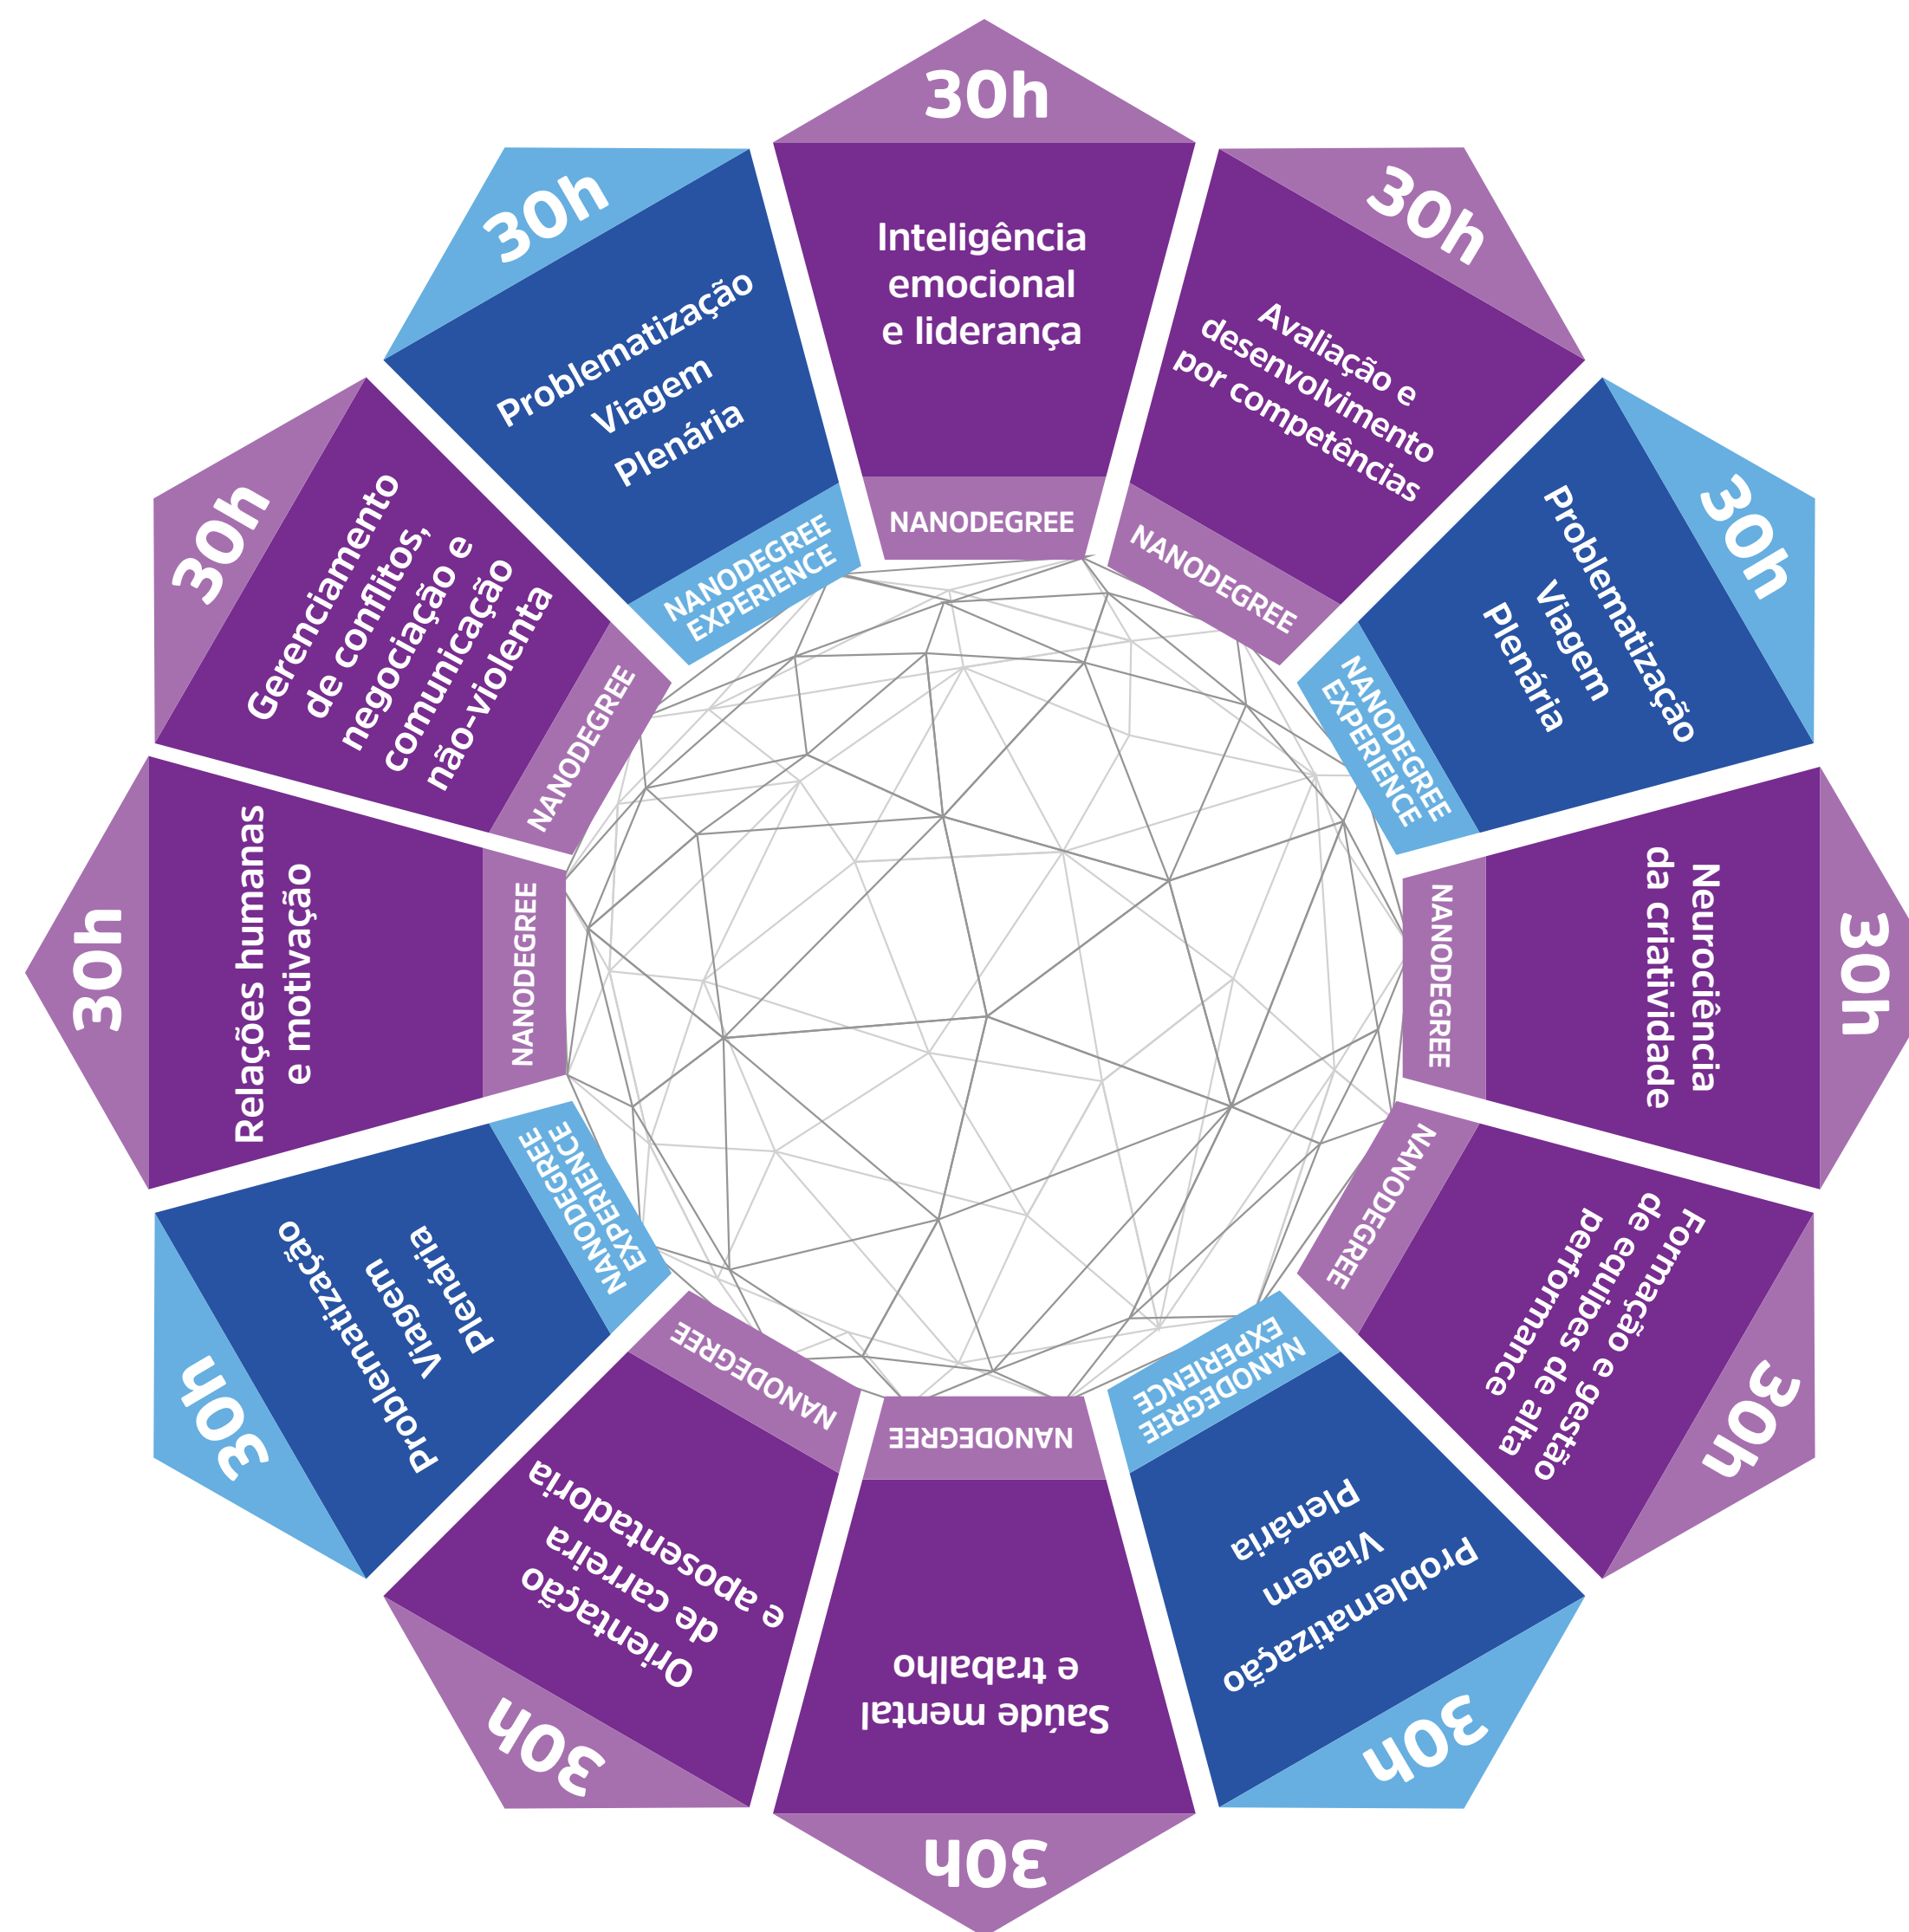 30h
Inteligência
emocional
e liderança
NANODEGREE
30h
Avaliação e
desenvolvimento
por competências
NANODEGREE
30h
Problematização
Viagem
Plenária
NANODEGREE
EXPERIENCE
30h
Neurociência
da criatividade
NANODEGREE
30h
Formação e gestão
de equipes de alta
performance
NANODEGREE
30h
Problematização
Viagem
Plenária
NANODEGREE
EXPERIENCE
30h
Saúde mental
e trabalho
NANODEGREE
30h
Orientação
de carreira
e aposentadoria
NANODEGREE
30h
Problematização
Viagem
Plenária
NANODEGREE
EXPERIENCE
30h
Relações humanas
e motivação
NANODEGREE
30h
Gerenciamento
de conflitos,
negociação e
comunicação
não-violenta
NANODEGREE
30h
Problematização
Viagem
Plenária
NANODEGREE
EXPERIENCE